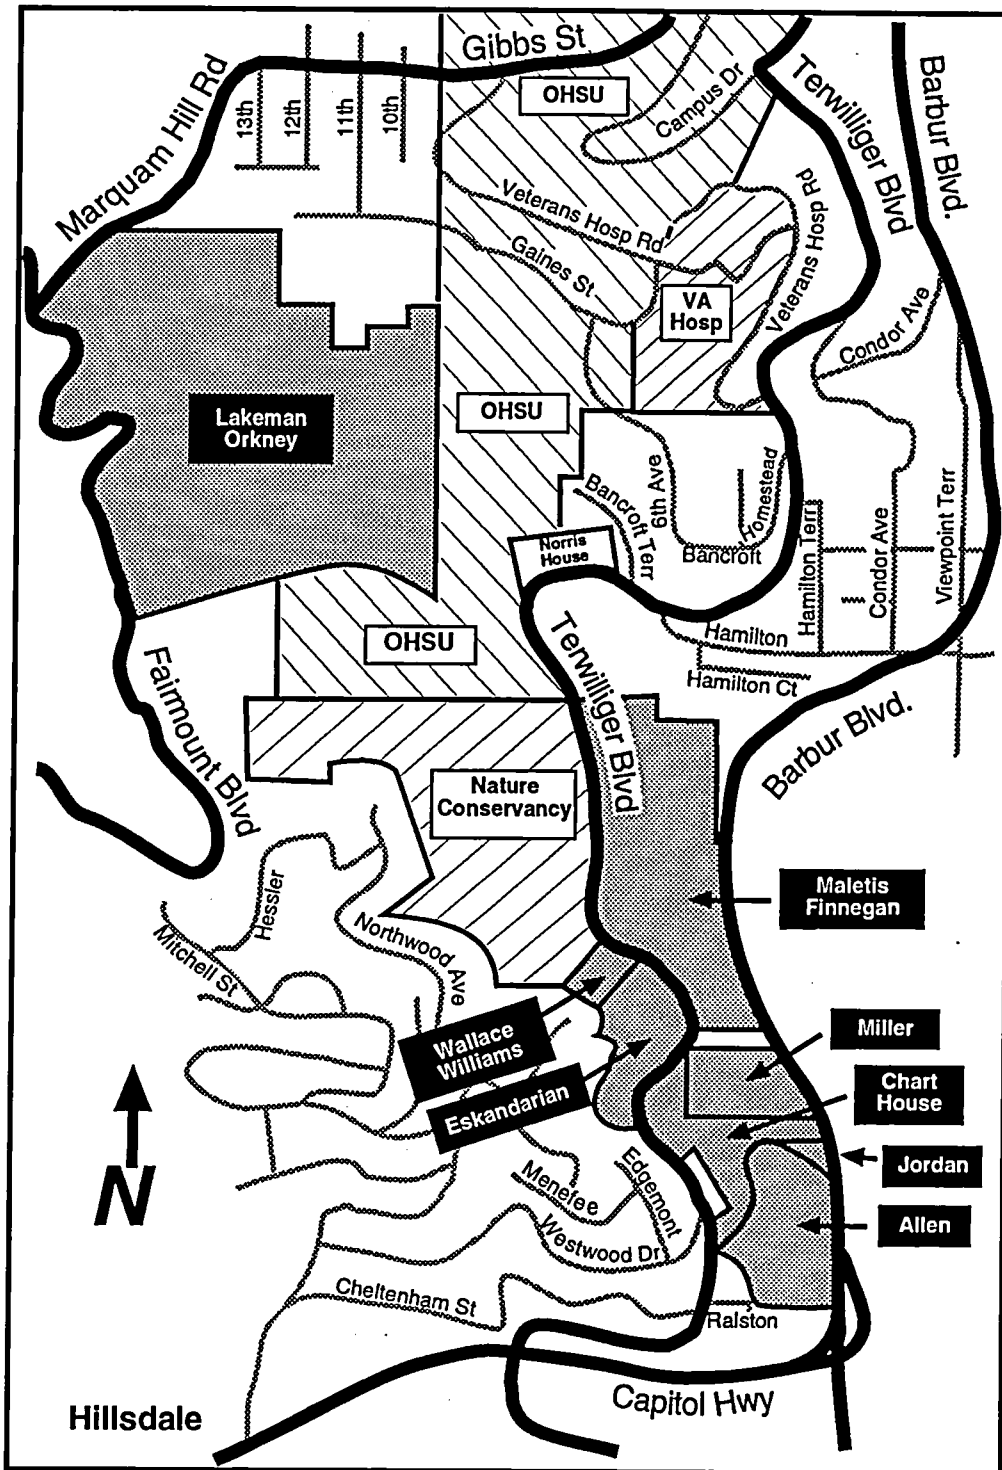 Gibbs St
Marquam Hill Rd
13th
12th
11th
10th
OHSU
Campus Dr
Terwilliger Blvd
Barbur Blvd.
Veterans Hosp Rd
Veterans Hosp Rd
Gaines St
VA
Hosp
Condor Ave
Lakeman
Orkney
OHSU
6th Ave
Homestead
Bancroft Terr
Bancroft
Norris
House
Hamilton Terr
Condor Ave
Viewpoint Terr
Hamilton
Hamilton Ct
OHSU
Terwilliger Blvd
Fairmount Blvd
Barbur Blvd.
Nature
Conservancy
Maletis
Finnegan
Hessler
Northwood Ave
Mitchell St
Wallace
Williams
Miller
Eskandarian
Chart
House
Jordan
Allen
N
Edgemont
Menefee
Westwood Dr
Cheltenham St
Ralston
Capitol Hwy
Hillsdale